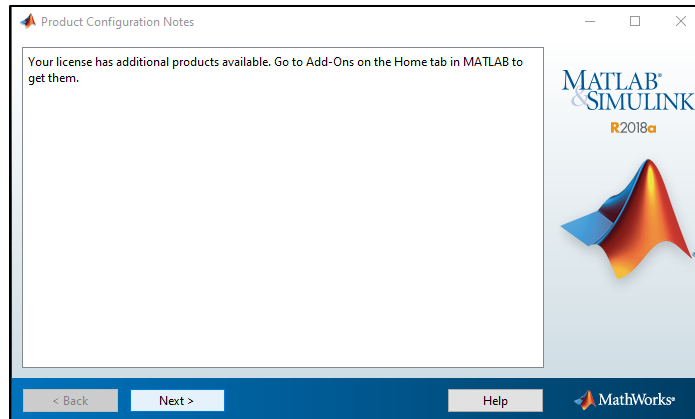 Product Configuration Notes
Your license has additional products available. Go to Add-Ons on the Home tab in MATLAB to
get them.
MATLAB®
&SIMULINK
R2018a
< Back
Next >
Help
MathWorks®